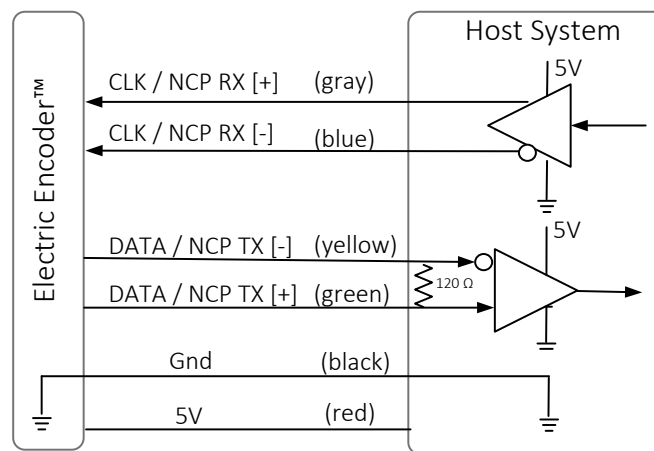 Host System
5V
CLK / NCP RX [+] (gray)
CLK / NCP RX [-] (blue)
Electric Encoder™
5V
DATA / NCP TX [-] (yellow)
120 Ω
DATA / NCP TX [+] (green)
Gnd (black)
5V (red)